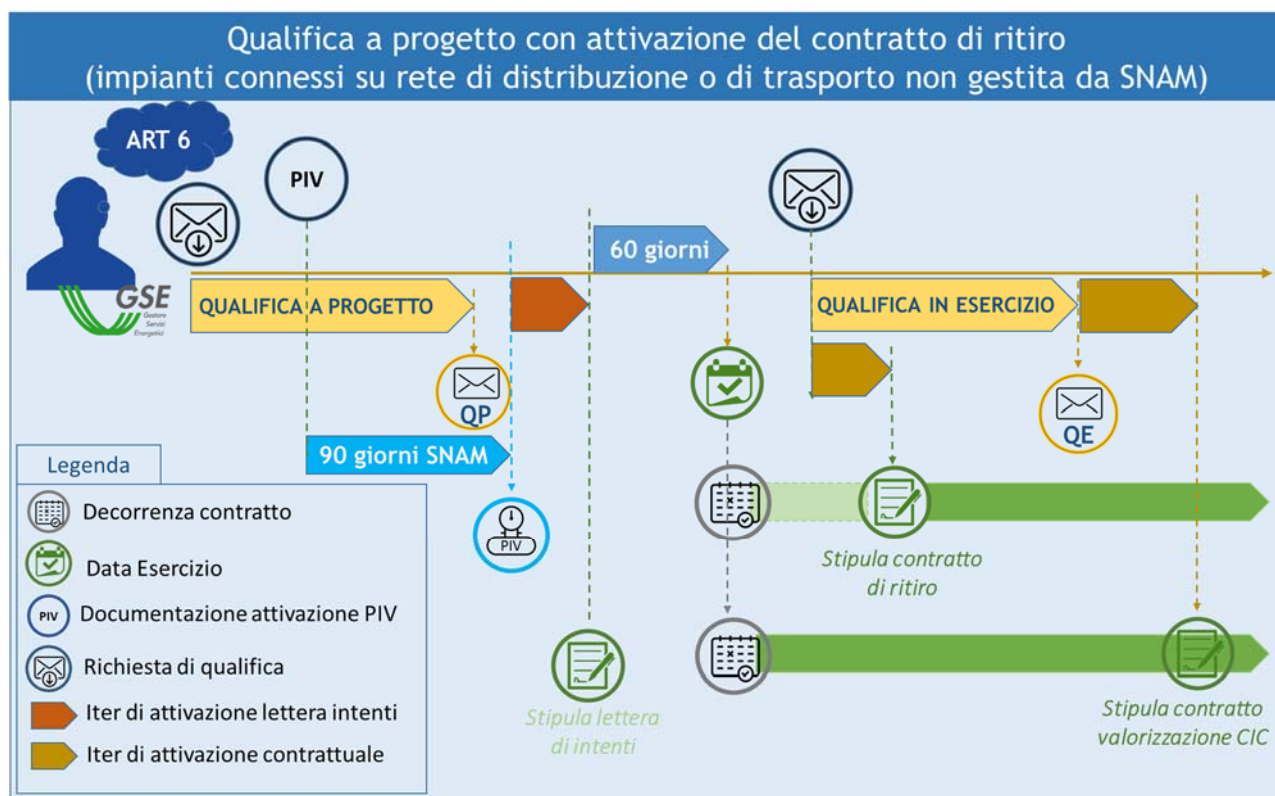 Qualifica a progetto con attivazione del contratto di ritiro
(impianti connessi su rete di distribuzione o di trasporto non gestita da SNAM)
ART 6
PIV
60 giorni
GSE
Gestore
Servizi
Energetici
QUALIFICA A PROGETTO
QUALIFICA IN ESERCIZIO
QP
QE
90 giorni SNAM
PIV
Stipula contratto
di ritiro
Stipula lettera
di intenti
Stipula contratto
valorizzazione CIC
Legenda
Decorrenza contratto
Data Esercizio
PIV Documentazione attivazione PIV
Richiesta di qualifica
Iter di attivazione lettera intenti
Iter di attivazione contrattuale